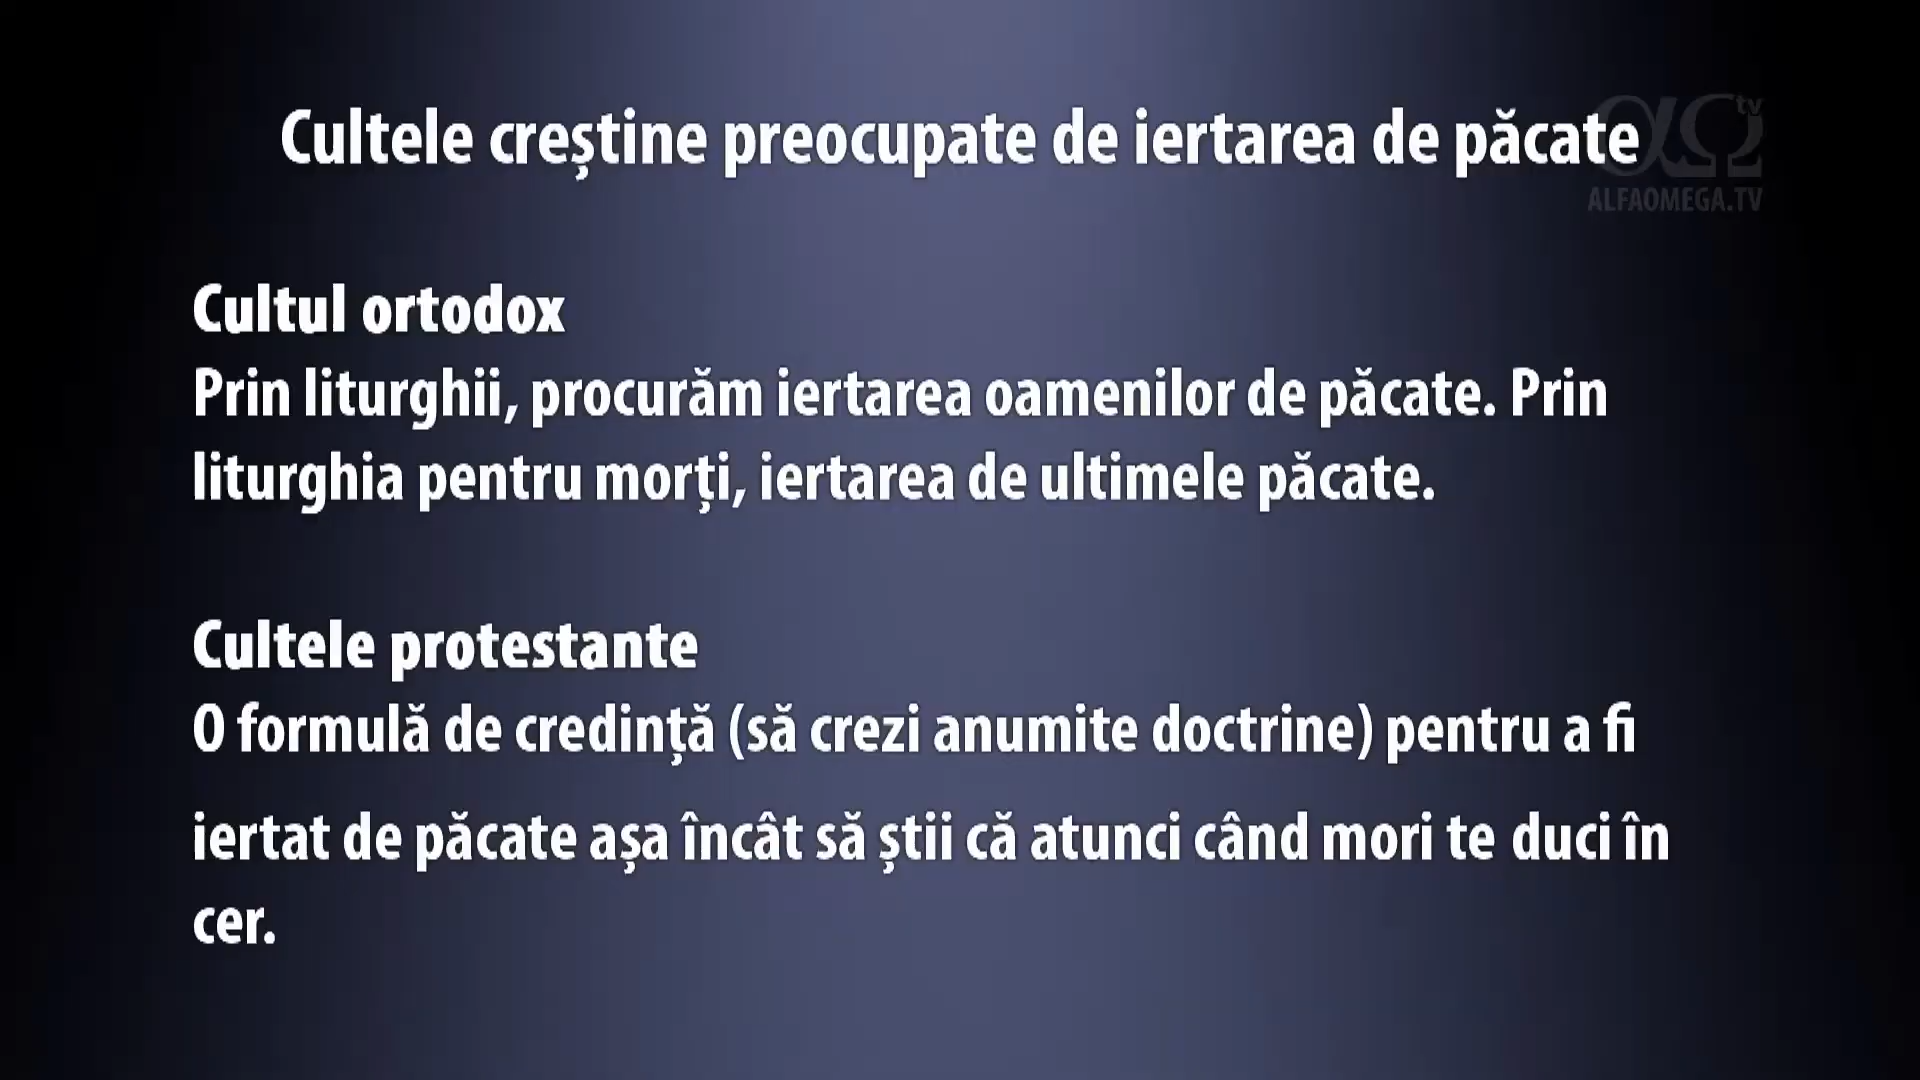 Cultele creștine preocupate de iertarea de păcate
αΩ tv
ALFAOMEGA.TV
Cultul ortodox
Prin liturghii, procurăm iertarea oamenilor de păcate. Prin
liturghia pentru morți, iertarea de ultimele păcate.
Cultele protestante
O formulă de credință (să crezi anumite doctrine) pentru a fi
iertat de păcate așa încât să știi că atunci când mori te duci în
cer.